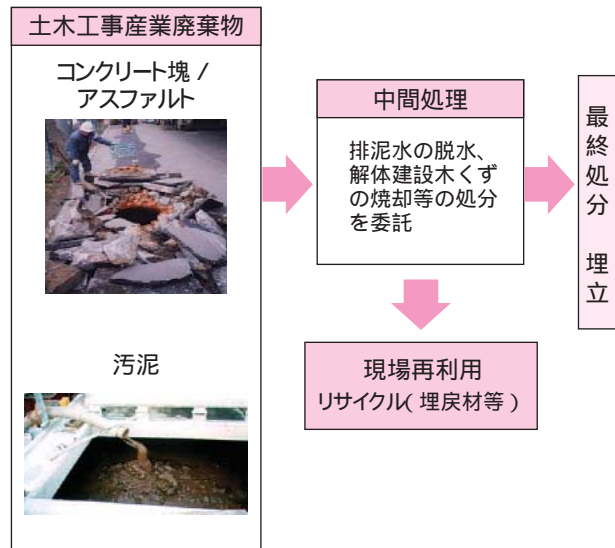 土木工事産業廃棄物
コンクリート塊 /
アスファルト
汚泥
中間処理
排泥水の脱水、
解体建設木くず
の焼却等の処分
を委託
現場再利用
リサイクル( 埋戻材等 )
最終処分 埋立